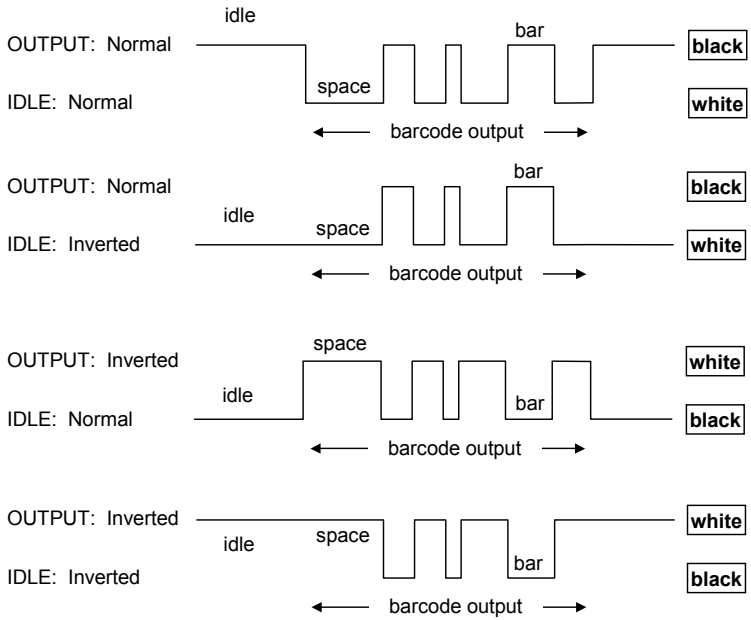 idle
OUTPUT: Normal bar black
space
IDLE: Normal white
barcode output
bar
OUTPUT: Normal black
idle
space
IDLE: Inverted white
barcode output
space
OUTPUT: Inverted white
idle
bar
IDLE: Normal black
barcode output
OUTPUT: Inverted white
idle space
bar
IDLE: Inverted black
barcode output